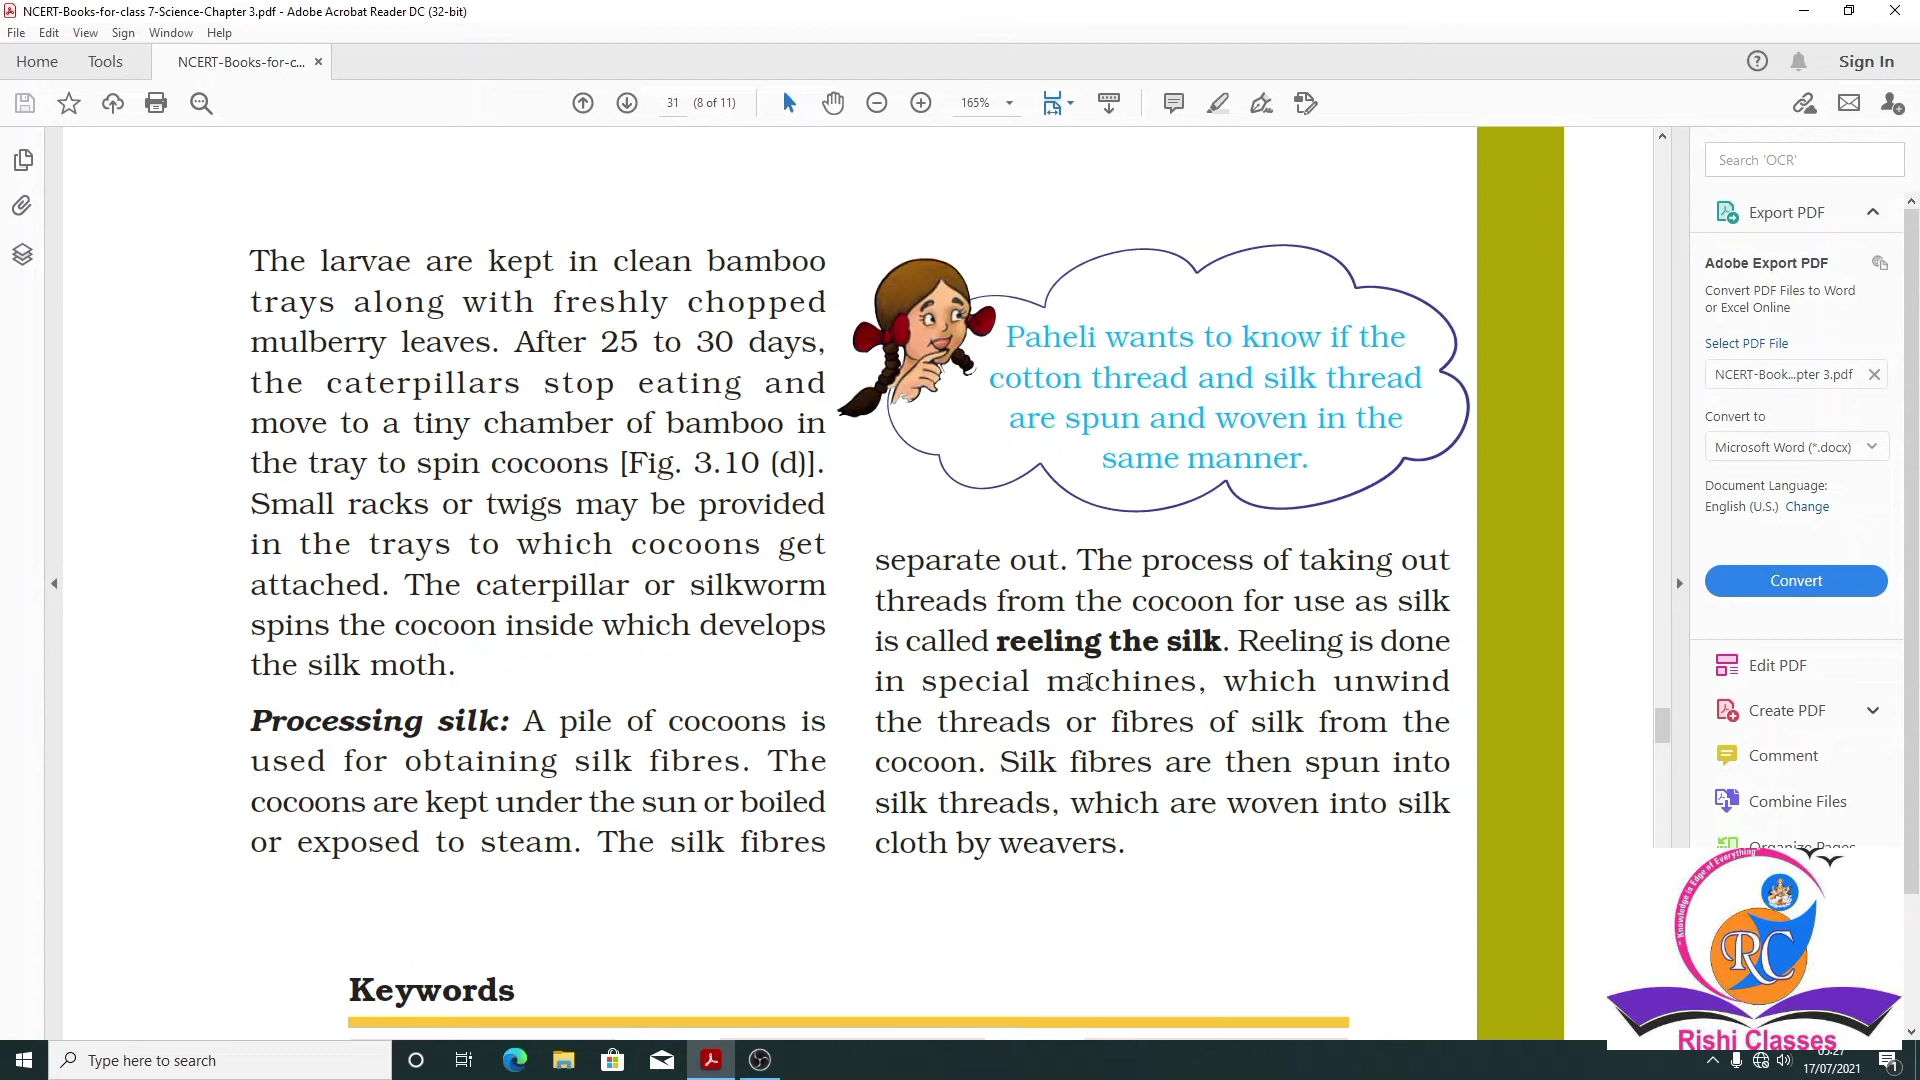 NCERT-Books-for-class 7-Science-Chapter 3.pdf - Adobe Acrobat Reader DC (32-bit)
File Edit View Sign Window Help
Home Tools NCERT-Books-for-c... Sign In
31 (8 of 11) 165%
The larvae are kept in clean bamboo
trays along with freshly chopped
mulberry leaves. After 25 to 30 days,
the caterpillars stop eating and
move to a tiny chamber of bamboo in
the tray to spin cocoons [Fig. 3.10 (d)].
Small racks or twigs may be provided
in the trays to which cocoons get
attached. The caterpillar or silkworm
spins the cocoon inside which develops
the silk moth.
Processing silk: A pile of cocoons is
used for obtaining silk fibres. The
cocoons are kept under the sun or boiled
or exposed to steam. The silk fibres
Paheli wants to know if the
cotton thread and silk thread
are spun and woven in the
same manner.
separate out. The process of taking out
threads from the cocoon for use as silk
is called reeling the silk. Reeling is done
in special machines, which unwind
the threads or fibres of silk from the
cocoon. Silk fibres are then spun into
silk threads, which are woven into silk
cloth by weavers.
Keywords
Search 'OCR'
Export PDF
Adobe Export PDF
Convert PDF Files to Word
or Excel Online
Select PDF File
NCERT-Book...pter 3.pdf
Convert to
Microsoft Word (*.docx)
Document Language:
English (U.S.) Change
Convert
Edit PDF
Create PDF
Comment
Combine Files
Organize Pages
"Knowledge is Edge of Everything"
RC
Rishi Classes
Type here to search
05:27
17/07/2021
1